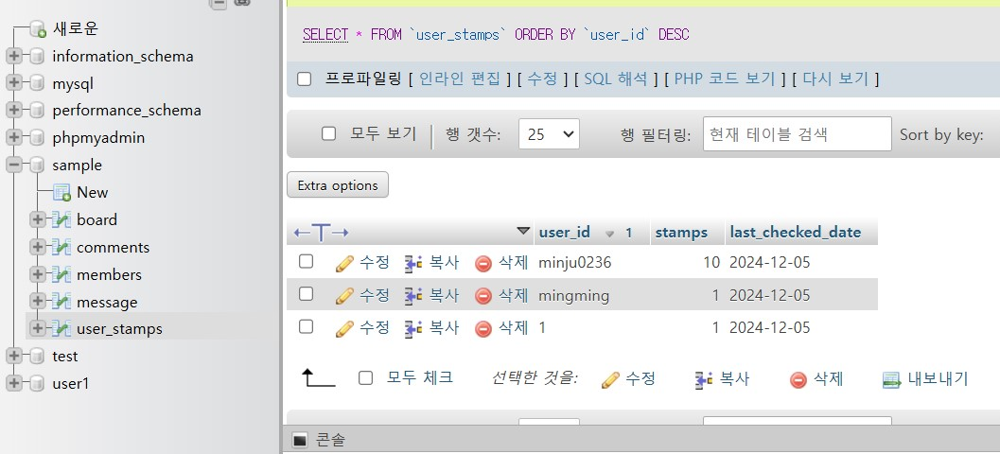 새로운
information_schema
mysql
performance_schema
phpmyadmin
sample
New
board
comments
members
message
user_stamps
test
user1
SELECT * FROM `user_stamps` ORDER BY `user_id` DESC
프로파일링 [ 인라인 편집 ] [ 수정 ] [ SQL 해석 ] [ PHP 코드 보기 ] [ 다시 보기 ]
모두 보기 행 갯수: 25 행 필터링: 현재 테이블 검색 Sort by key:
Extra options
←T→ user_id 1 stamps last_checked_date
수정 복사 삭제 minju0236 10 2024-12-05
수정 복사 삭제 mingming 1 2024-12-05
수정 복사 삭제 1 1 2024-12-05
모두 체크 선택한 것을: 수정 복사 삭제 내보내기
콘솔